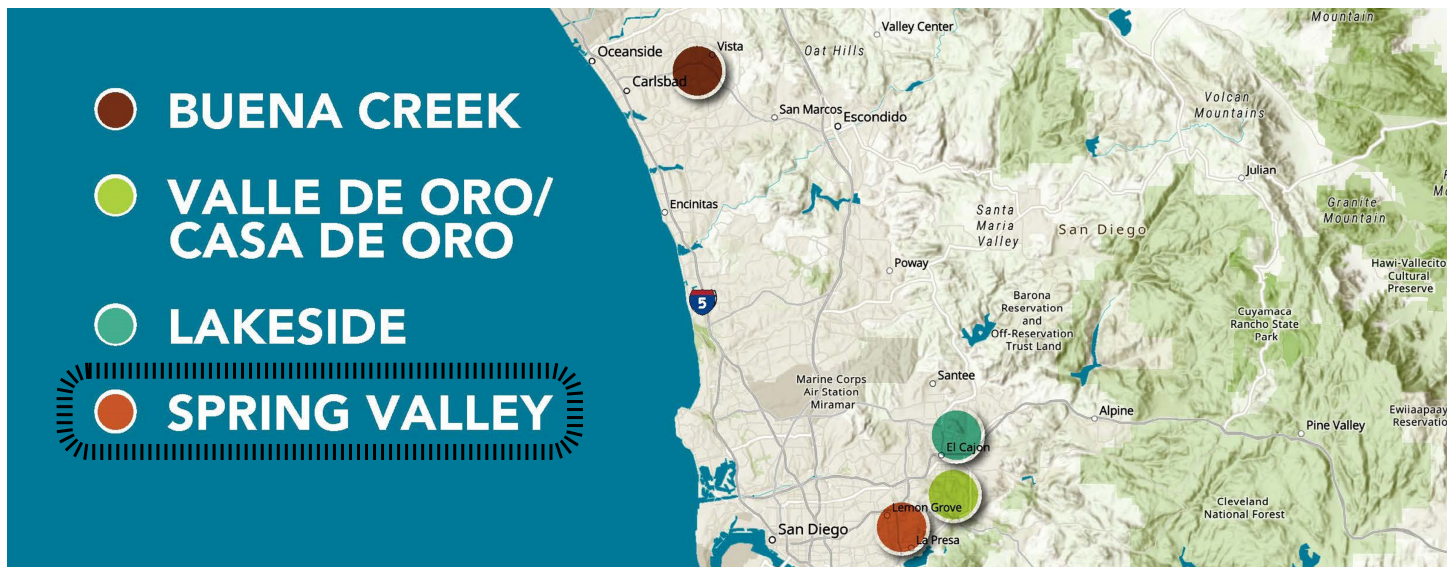 BUENA CREEK
VALLE DE ORO/
CASA DE ORO
LAKESIDE
SPRING VALLEY
Mountain
Valley Center
Oceanside
Vista
Oat Hills
Carlsbad
Volcan
Mountains
San Marcos
Escondido
Julian
Encinitas
Santa
Maria
Valley
San Diego
Granite
Mountain
Poway
Hawi-Vallecito
Cultural
Preserve
5
Barona
Reservation
and
Off-Reservation
Trust Land
Cuyamaca
Rancho State
Park
Santee
Marine Corps
Air Station
Miramar
Alpine
Pine Valley
El Cajon
Lemon Grove
Cleveland
National Forest
San Diego
La Presa